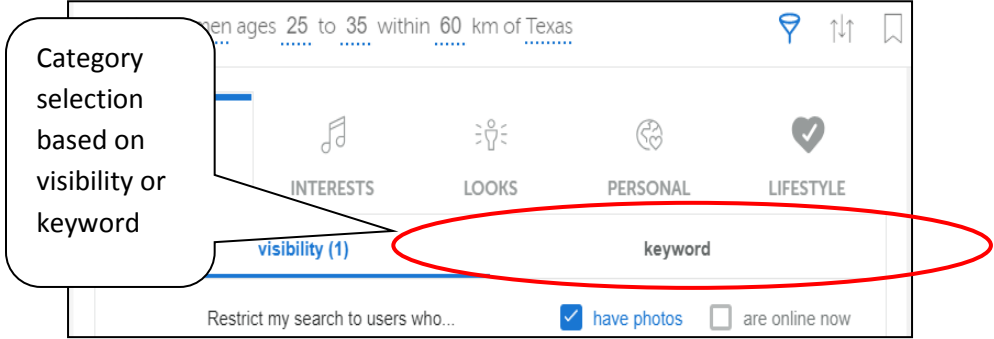 ages 25 to 35 within 60 km of Texas
Category
selection
based on
visibility or
keyword
INTERESTS LOOKS PERSONAL LIFESTYLE
visibility (1) keyword
Restrict my search to users who... have photos are online now